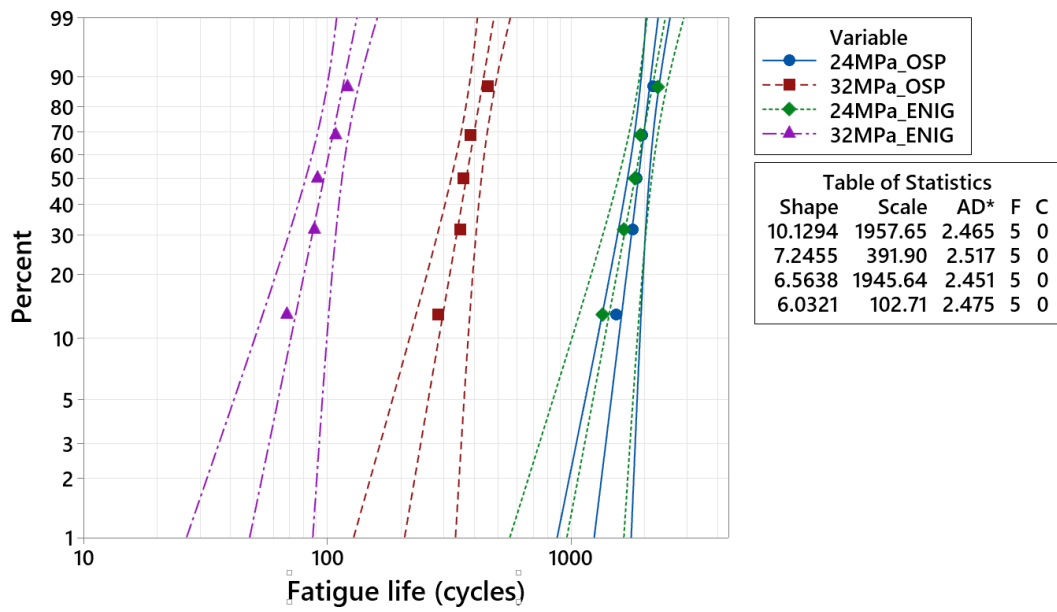 99
90
80
70
60
50
40
30
20
10
5
3
2
1
Percent
10 100 1000
Fatigue life (cycles)
Variable
24MPa_OSP
32MPa_OSP
24MPa_ENIG
32MPa_ENIG
Table of Statistics
Shape Scale AD* F C
10.1294 1957.65 2.465 5 0
7.2455 391.90 2.517 5 0
6.5638 1945.64 2.451 5 0
6.0321 102.71 2.475 5 0